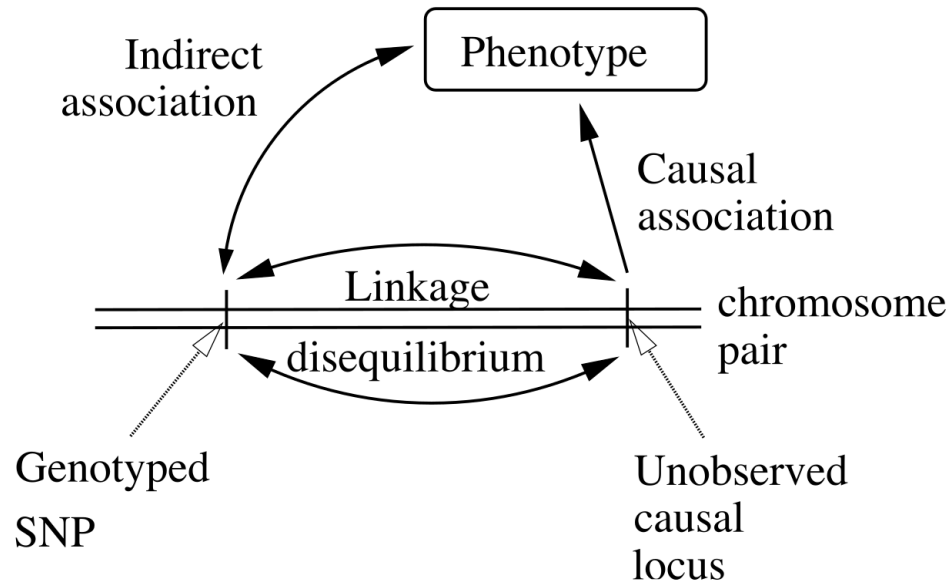 Indirect
association
Phenotype
Causal
association
Linkage
disequilibrium
chromosome
pair
Genotyped
SNP
Unobserved
causal
locus